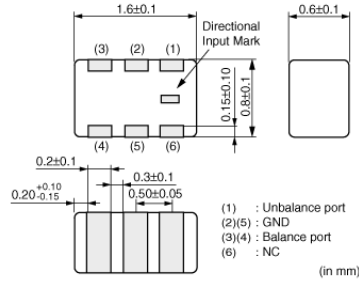 1.6±0.1
0.6±0.1
Directional
Input Mark
(3) (2) (1)
0.15±0.10
0.8±0.1
(4) (5) (6)
0.2±0.1
0.3±0.1
0.20+0.10
-0.15
0.50±0.05
(1) : Unbalance port
(2)(5) : GND
(3)(4) : Balance port
(6) : NC
(in mm)